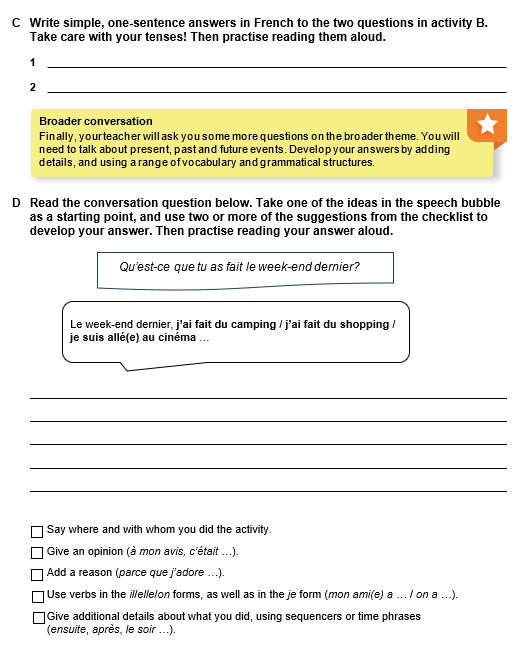 C Write simple, one-sentence answers in French to the two questions in activity B.
Take care with your tenses! Then practise reading them aloud.
1
2
Broader conversation
Finally, your teacher will ask you some more questions on the broader theme. You will
need to talk about present, past and future events. Develop your answers by adding
details, and using a range of vocabulary and grammatical structures.
D Read the conversation question below. Take one of the ideas in the speech bubble
as a starting point, and use two or more of the suggestions from the checklist to
develop your answer. Then practise reading your answer aloud.
Qu'est-ce que tu as fait le week-end dernier?
Le week-end dernier, j'ai fait du camping / j'ai fait du shopping /
je suis allé(e) au cinéma …
Say where and with whom you did the activity.
Give an opinion (à mon avis, c'était …).
Add a reason (parce que j'adore …).
Use verbs in the il/elle/on forms, as well as in the je form (mon ami(e) a … / on a …).
Give additional details about what you did, using sequencers or time phrases
(ensuite, après, le soir …).